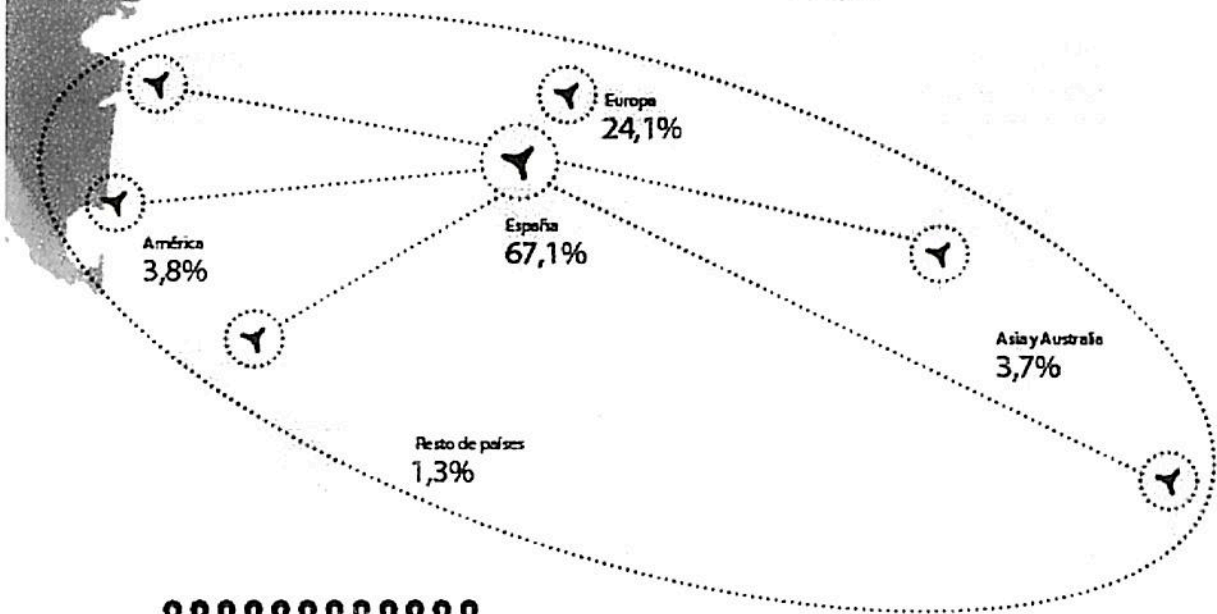 Europa
24,1%
España
67,1%
América
3,8%
Asia y Australia
3,7%
Resto de países
1,3%